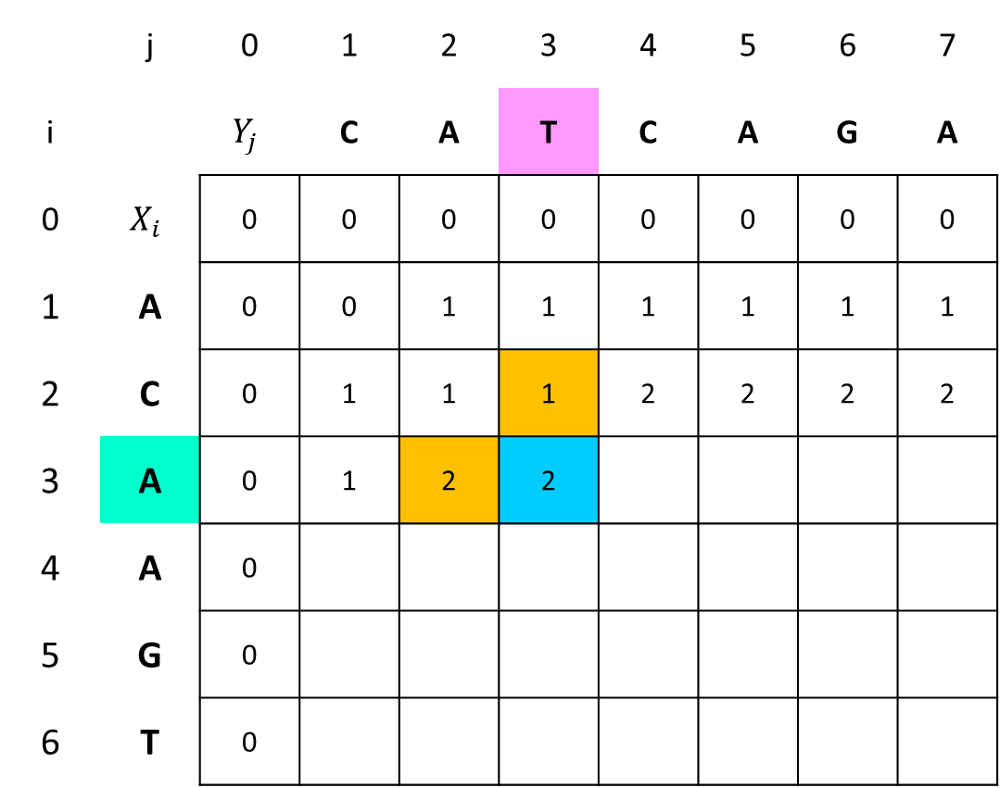 j 0 1 2 3 4 5 6 7
i Yj C A T C A G A
0 Xi 0 0 0 0 0 0 0 0
1 A 0 0 1 1 1 1 1 1
2 C 0 1 1 1 2 2 2 2
3 A 0 1 2 2
4 A 0
5 G 0
6 T 0